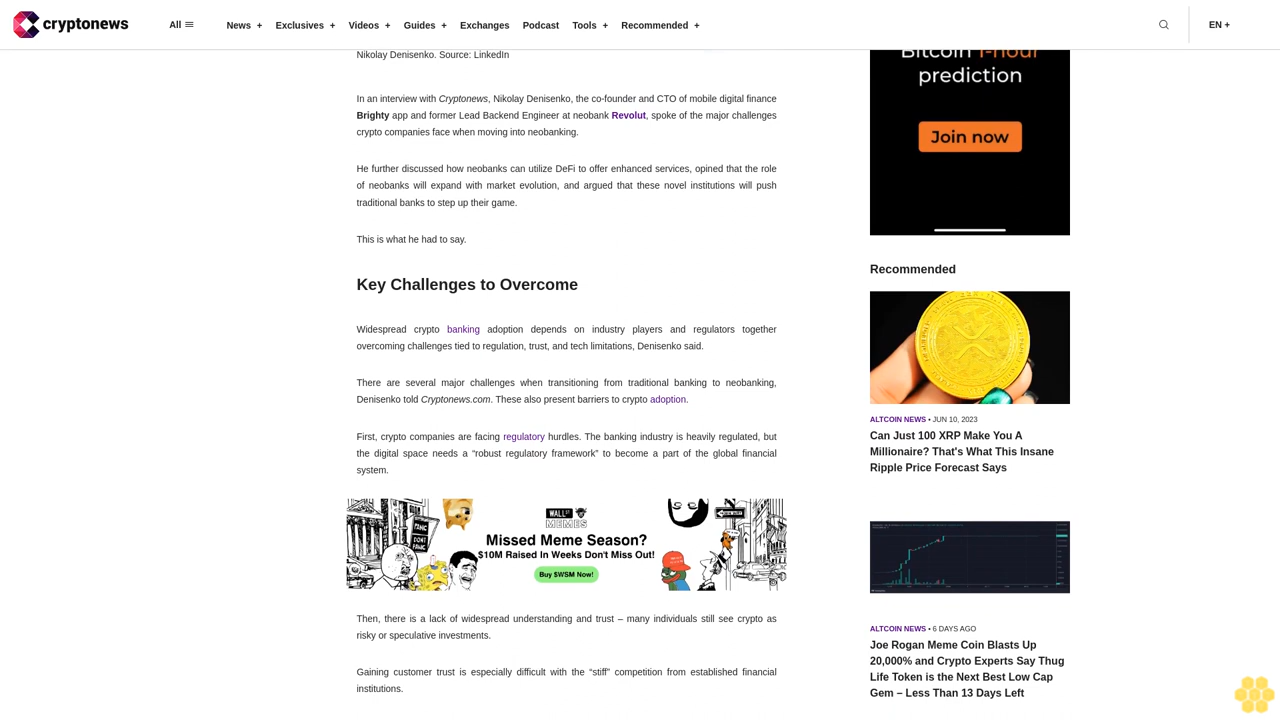 cryptonews
All
News +
Exclusives +
Videos +
Guides +
Exchanges
Podcast
Tools +
Recommended +
EN +
Nikolay Denisenko. Source: LinkedIn
In an interview with Cryptonews, Nikolay Denisenko, the co-founder and CTO of mobile digital finance
Brighty app and former Lead Backend Engineer at neobank Revolut, spoke of the major challenges
crypto companies face when moving into neobanking.
He further discussed how neobanks can utilize DeFi to offer enhanced services, opined that the role
of neobanks will expand with market evolution, and argued that these novel institutions will push
traditional banks to step up their game.
This is what he had to say.
Key Challenges to Overcome
Widespread crypto banking adoption depends on industry players and regulators together
overcoming challenges tied to regulation, trust, and tech limitations, Denisenko said.
There are several major challenges when transitioning from traditional banking to neobanking,
Denisenko told Cryptonews.com. These also present barriers to crypto adoption.
First, crypto companies are facing regulatory hurdles. The banking industry is heavily regulated, but
the digital space needs a “robust regulatory framework” to become a part of the global financial
system.
PANIC
DON'T
PANIC
WALL ST
MEMES
Missed Meme Season?
$10M Raised In Weeks Don't Miss Out!
Buy $WSM Now!
Then, there is a lack of widespread understanding and trust – many individuals still see crypto as
risky or speculative investments.
Gaining customer trust is especially difficult with the “stiff” competition from established financial
institutions.
Bitcoin 1-hour
prediction
Join now
Recommended
ALTCOIN NEWS • JUN 10, 2023
Can Just 100 XRP Make You A
Millionaire? That's What This Insane
Ripple Price Forecast Says
ALTCOIN NEWS • 6 DAYS AGO
Joe Rogan Meme Coin Blasts Up
20,000% and Crypto Experts Say Thug
Life Token is the Next Best Low Cap
Gem – Less Than 13 Days Left